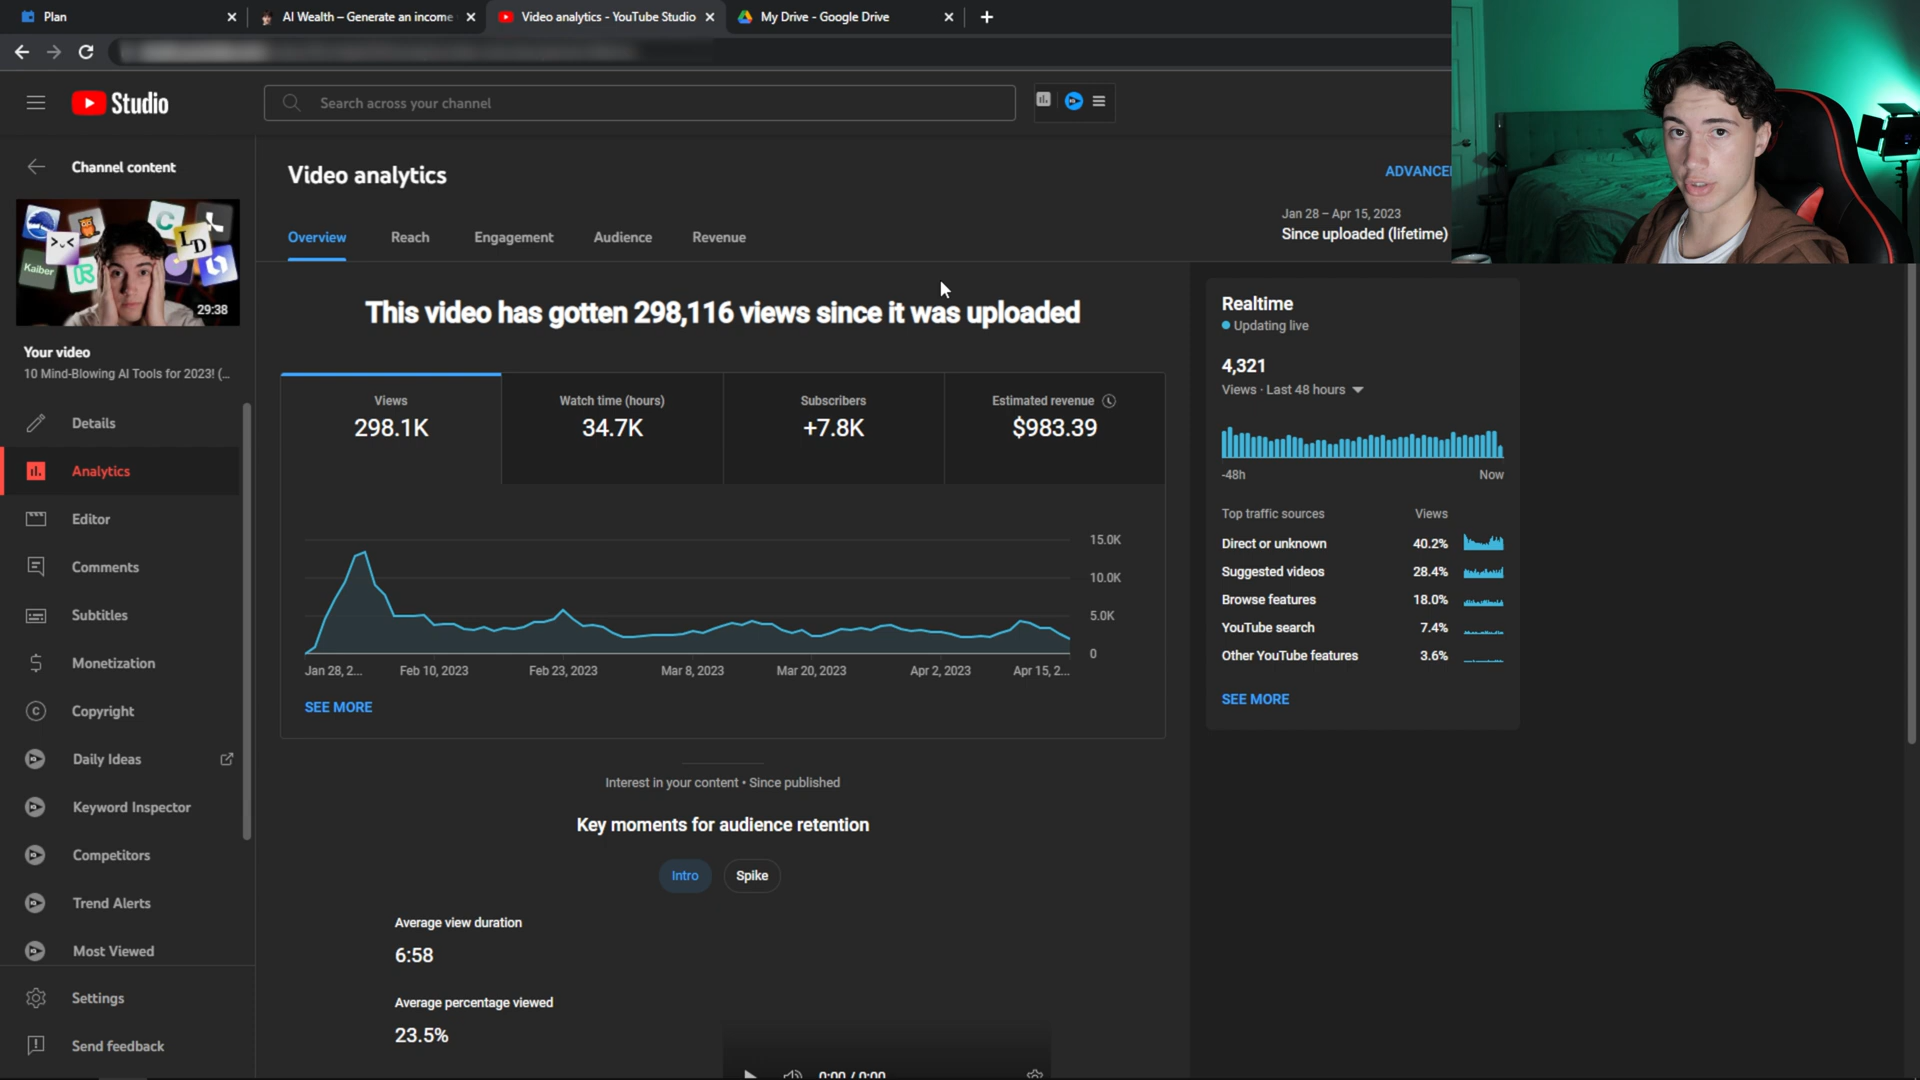 Plan
AI Wealth – Generate an income
Video analytics - YouTube Studio
My Drive - Google Drive
Studio
Search across your channel
Channel content
Kaiber
LD
29:38
Your video
10 Mind-Blowing AI Tools for 2023! (...
Details
Analytics
Editor
Comments
Subtitles
Monetization
Copyright
Daily Ideas
Keyword Inspector
Competitors
Trend Alerts
Most Viewed
Settings
Send feedback
Video analytics
ADVANCE
Overview Reach Engagement Audience Revenue
Jan 28 – Apr 15, 2023
Since uploaded (lifetime)
This video has gotten 298,116 views since it was uploaded
Views
298.1K
Watch time (hours)
34.7K
Subscribers
+7.8K
Estimated revenue
$983.39
15.0K
10.0K
5.0K
0
Jan 28, 2... Feb 10, 2023 Feb 23, 2023 Mar 8, 2023 Mar 20, 2023 Apr 2, 2023 Apr 15, 2...
SEE MORE
Interest in your content • Since published
Key moments for audience retention
Intro Spike
Average view duration
6:58
Average percentage viewed
23.5%
0:00 / 0:00
Realtime
Updating live
4,321
Views · Last 48 hours
-48h Now
Top traffic sources Views
Direct or unknown 40.2%
Suggested videos 28.4%
Browse features 18.0%
YouTube search 7.4%
Other YouTube features 3.6%
SEE MORE